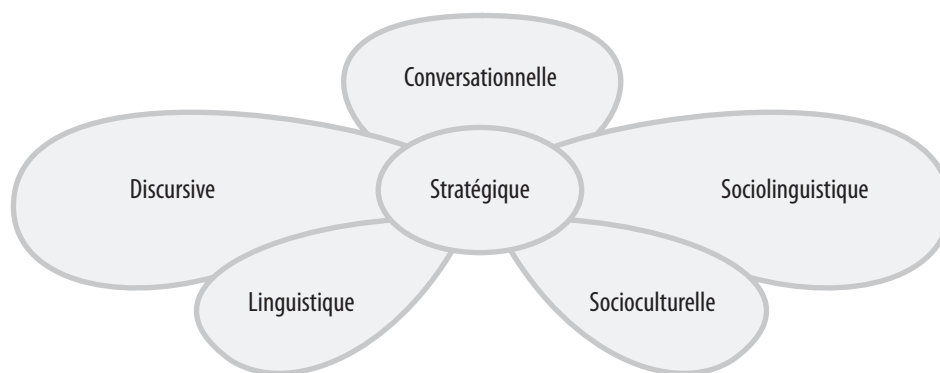 Conversationnelle
Discursive
Stratégique
Sociolinguistique
Linguistique
Socioculturelle